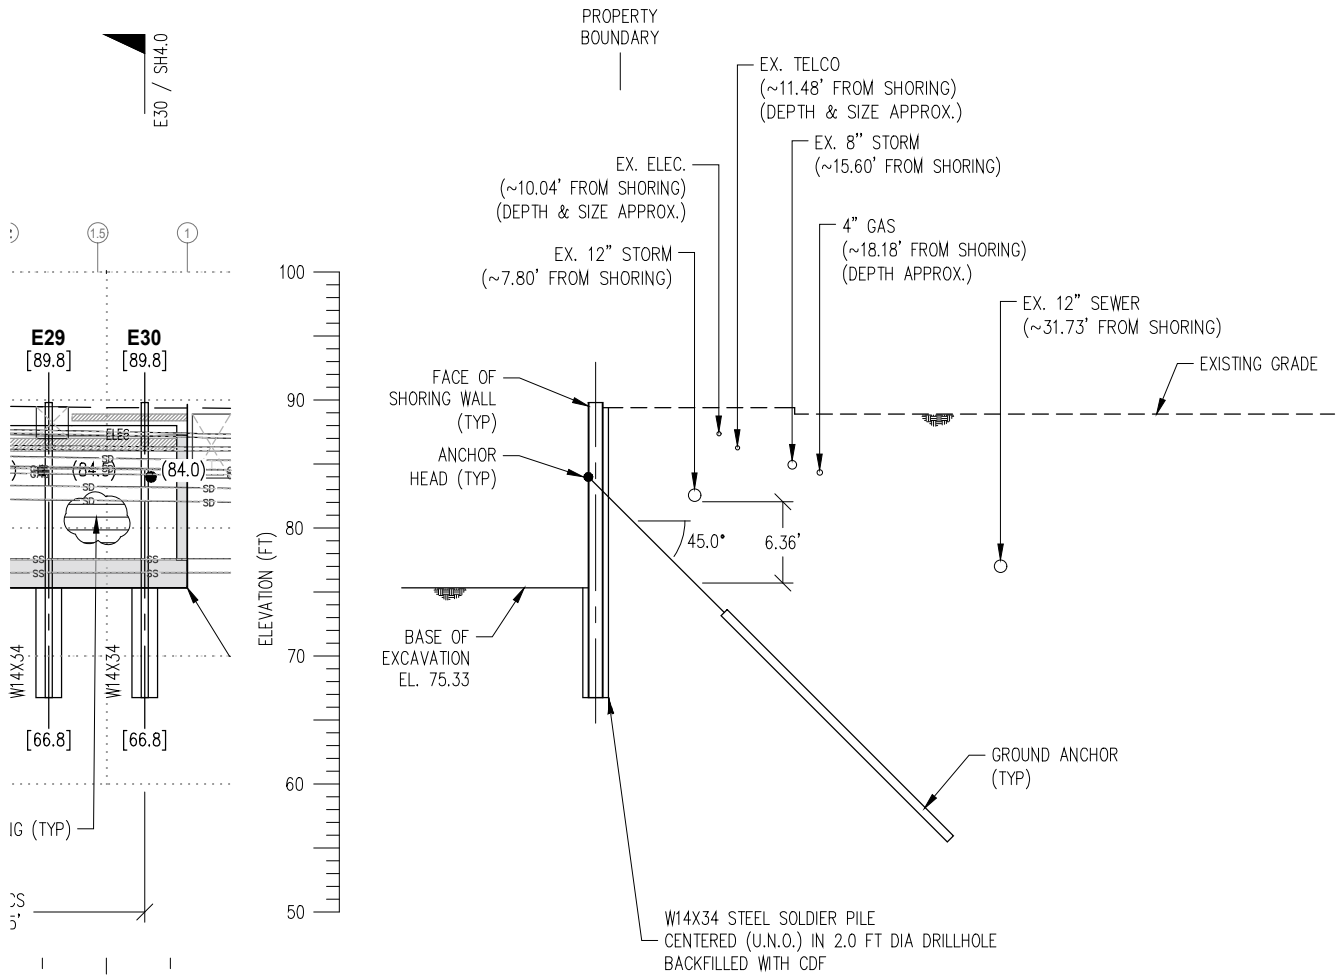 PROPERTY
BOUNDARY
E30 / SH4.0
EX. TELCO
(~11.48' FROM SHORING)
(DEPTH & SIZE APPROX.)
EX. 8" STORM
(~15.60' FROM SHORING)
EX. ELEC.
(~10.04' FROM SHORING)
(DEPTH & SIZE APPROX.)
4" GAS
(~18.18' FROM SHORING)
(DEPTH APPROX.)
EX. 12" STORM
(~7.80' FROM SHORING)
EX. 12" SEWER
(~31.73' FROM SHORING)
EXISTING GRADE
1.5
1
E29
[89.8]
E30
[89.8]
FACE OF
SHORING WALL
(TYP)
ANCHOR
HEAD (TYP)
(84.0)
SD
SD
SD
SD
SS
SS
SS
SS
100
90
80
70
60
50
ELEVATION (FT)
45.0°
6.36'
BASE OF
EXCAVATION
EL. 75.33
W14X34
W14X34
[66.8]
[66.8]
GROUND ANCHOR
(TYP)
(TYP)
W14X34 STEEL SOLDIER PILE
CENTERED (U.N.O.) IN 2.0 FT DIA DRILLHOLE
BACKFILLED WITH CDF